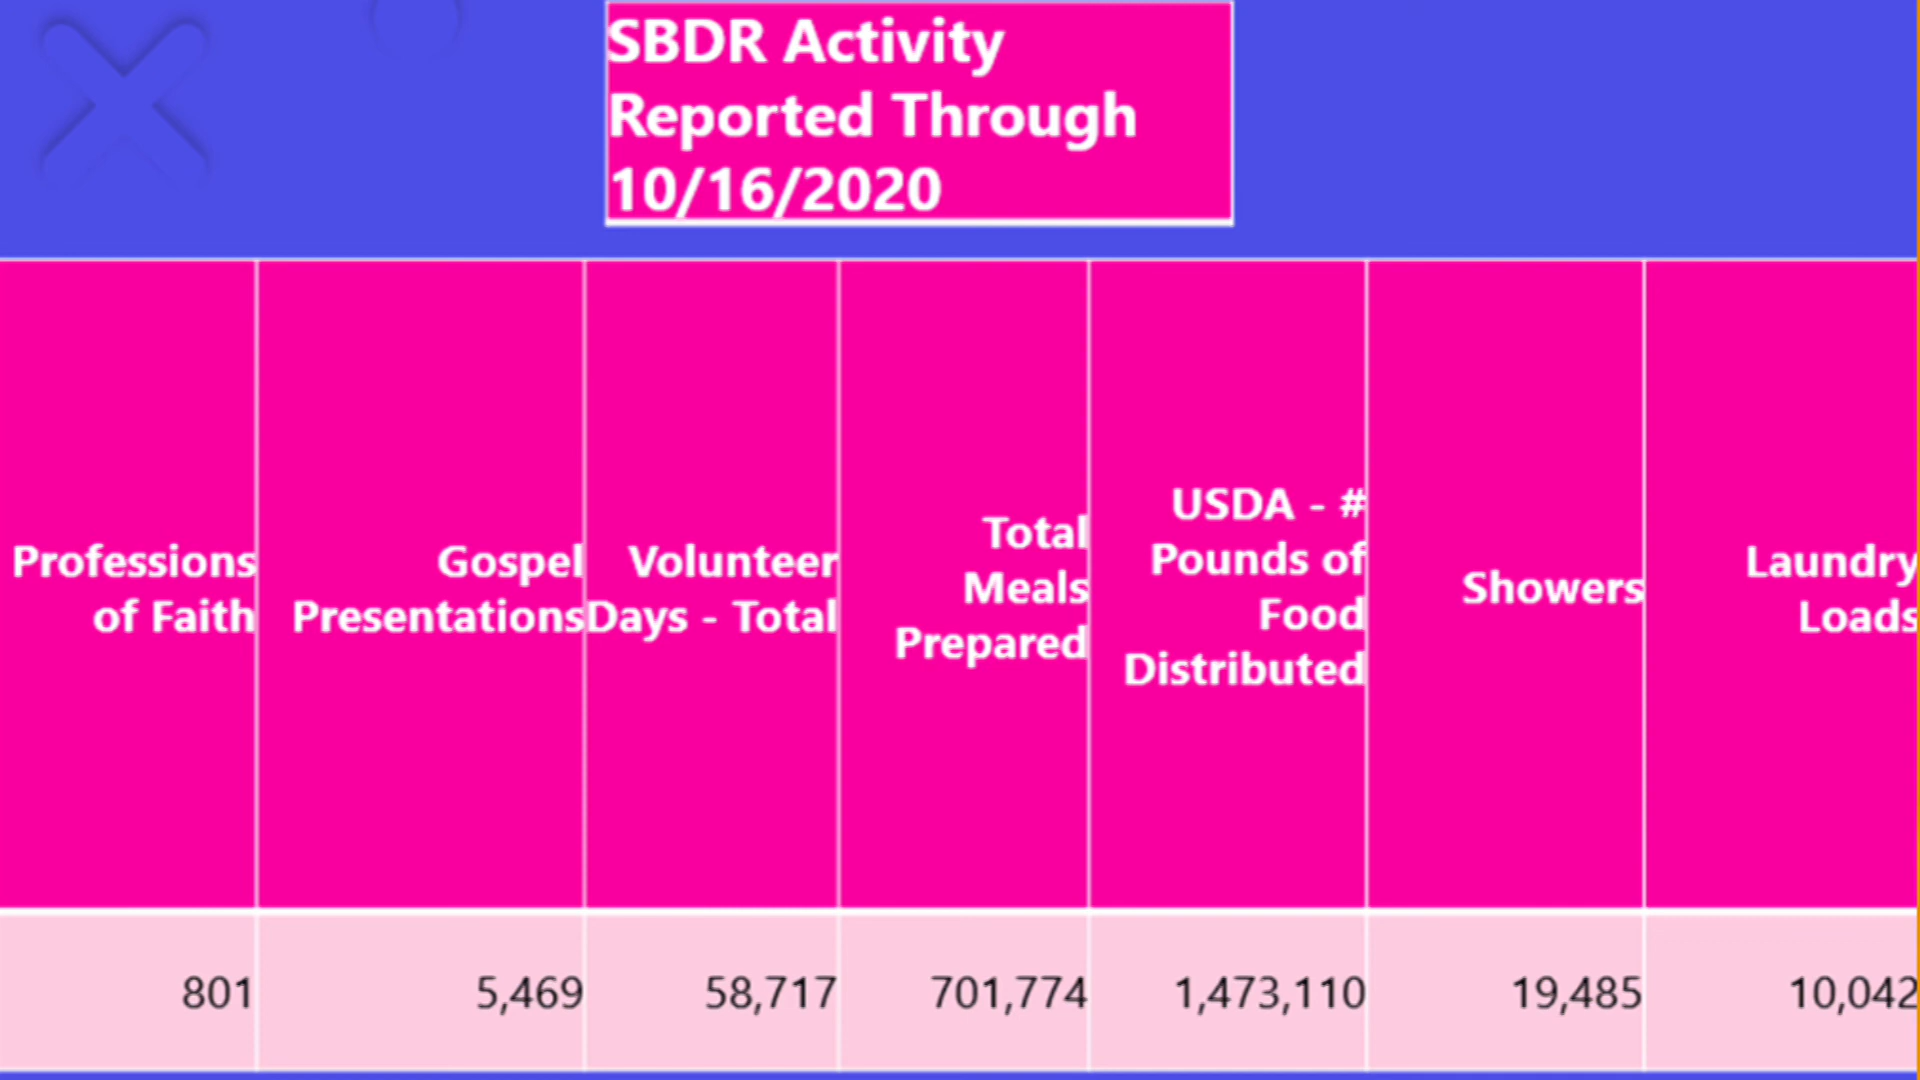 SBDR Activity
Reported Through
10/16/2020
Professions
of Faith
Gospel
Presentations
Volunteer
Days - Total
Total
Meals
Prepared
USDA - #
Pounds of
Food
Distributed
Showers
Laundry
Loads
801
5,469
58,717
701,774
1,473,110
19,485
10,042